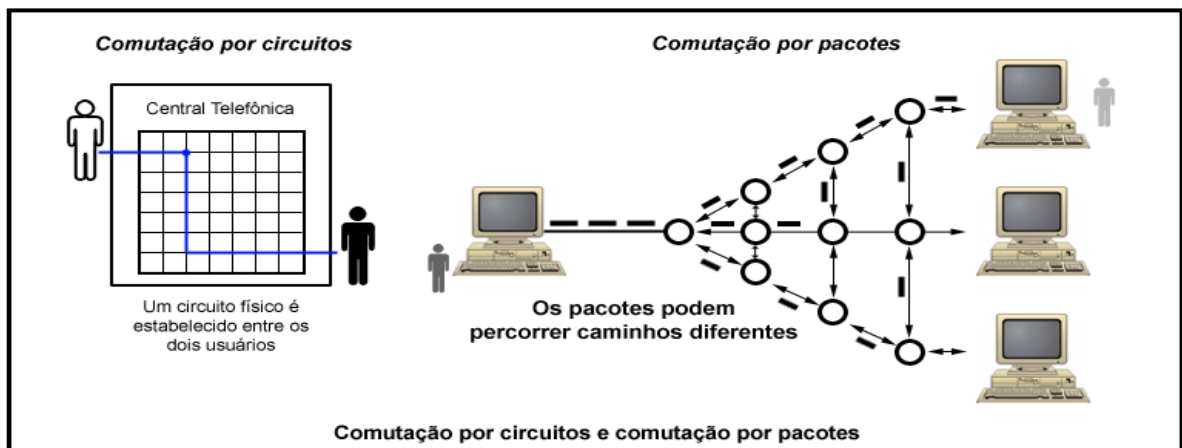 Comutação por circuitos
Central Telefônica
Um circuito físico é
estabelecido entre os
dois usuários
Comutação por pacotes
Os pacotes podem
percorrer caminhos diferentes
Comutação por circuitos e comutação por pacotes